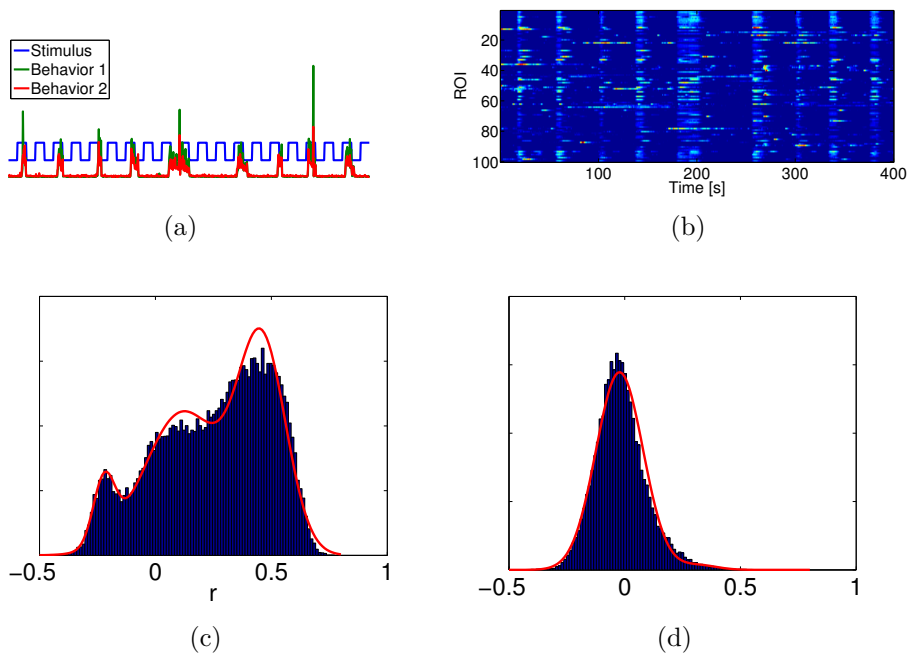 Stimulus
Behavior 1
Behavior 2
(a)
ROI
20
40
60
80
100
100 200 300 400
Time [s]
(b)
−0.5 0 0.5 1
r
(c)
−0.5 0 0.5 1
(d)